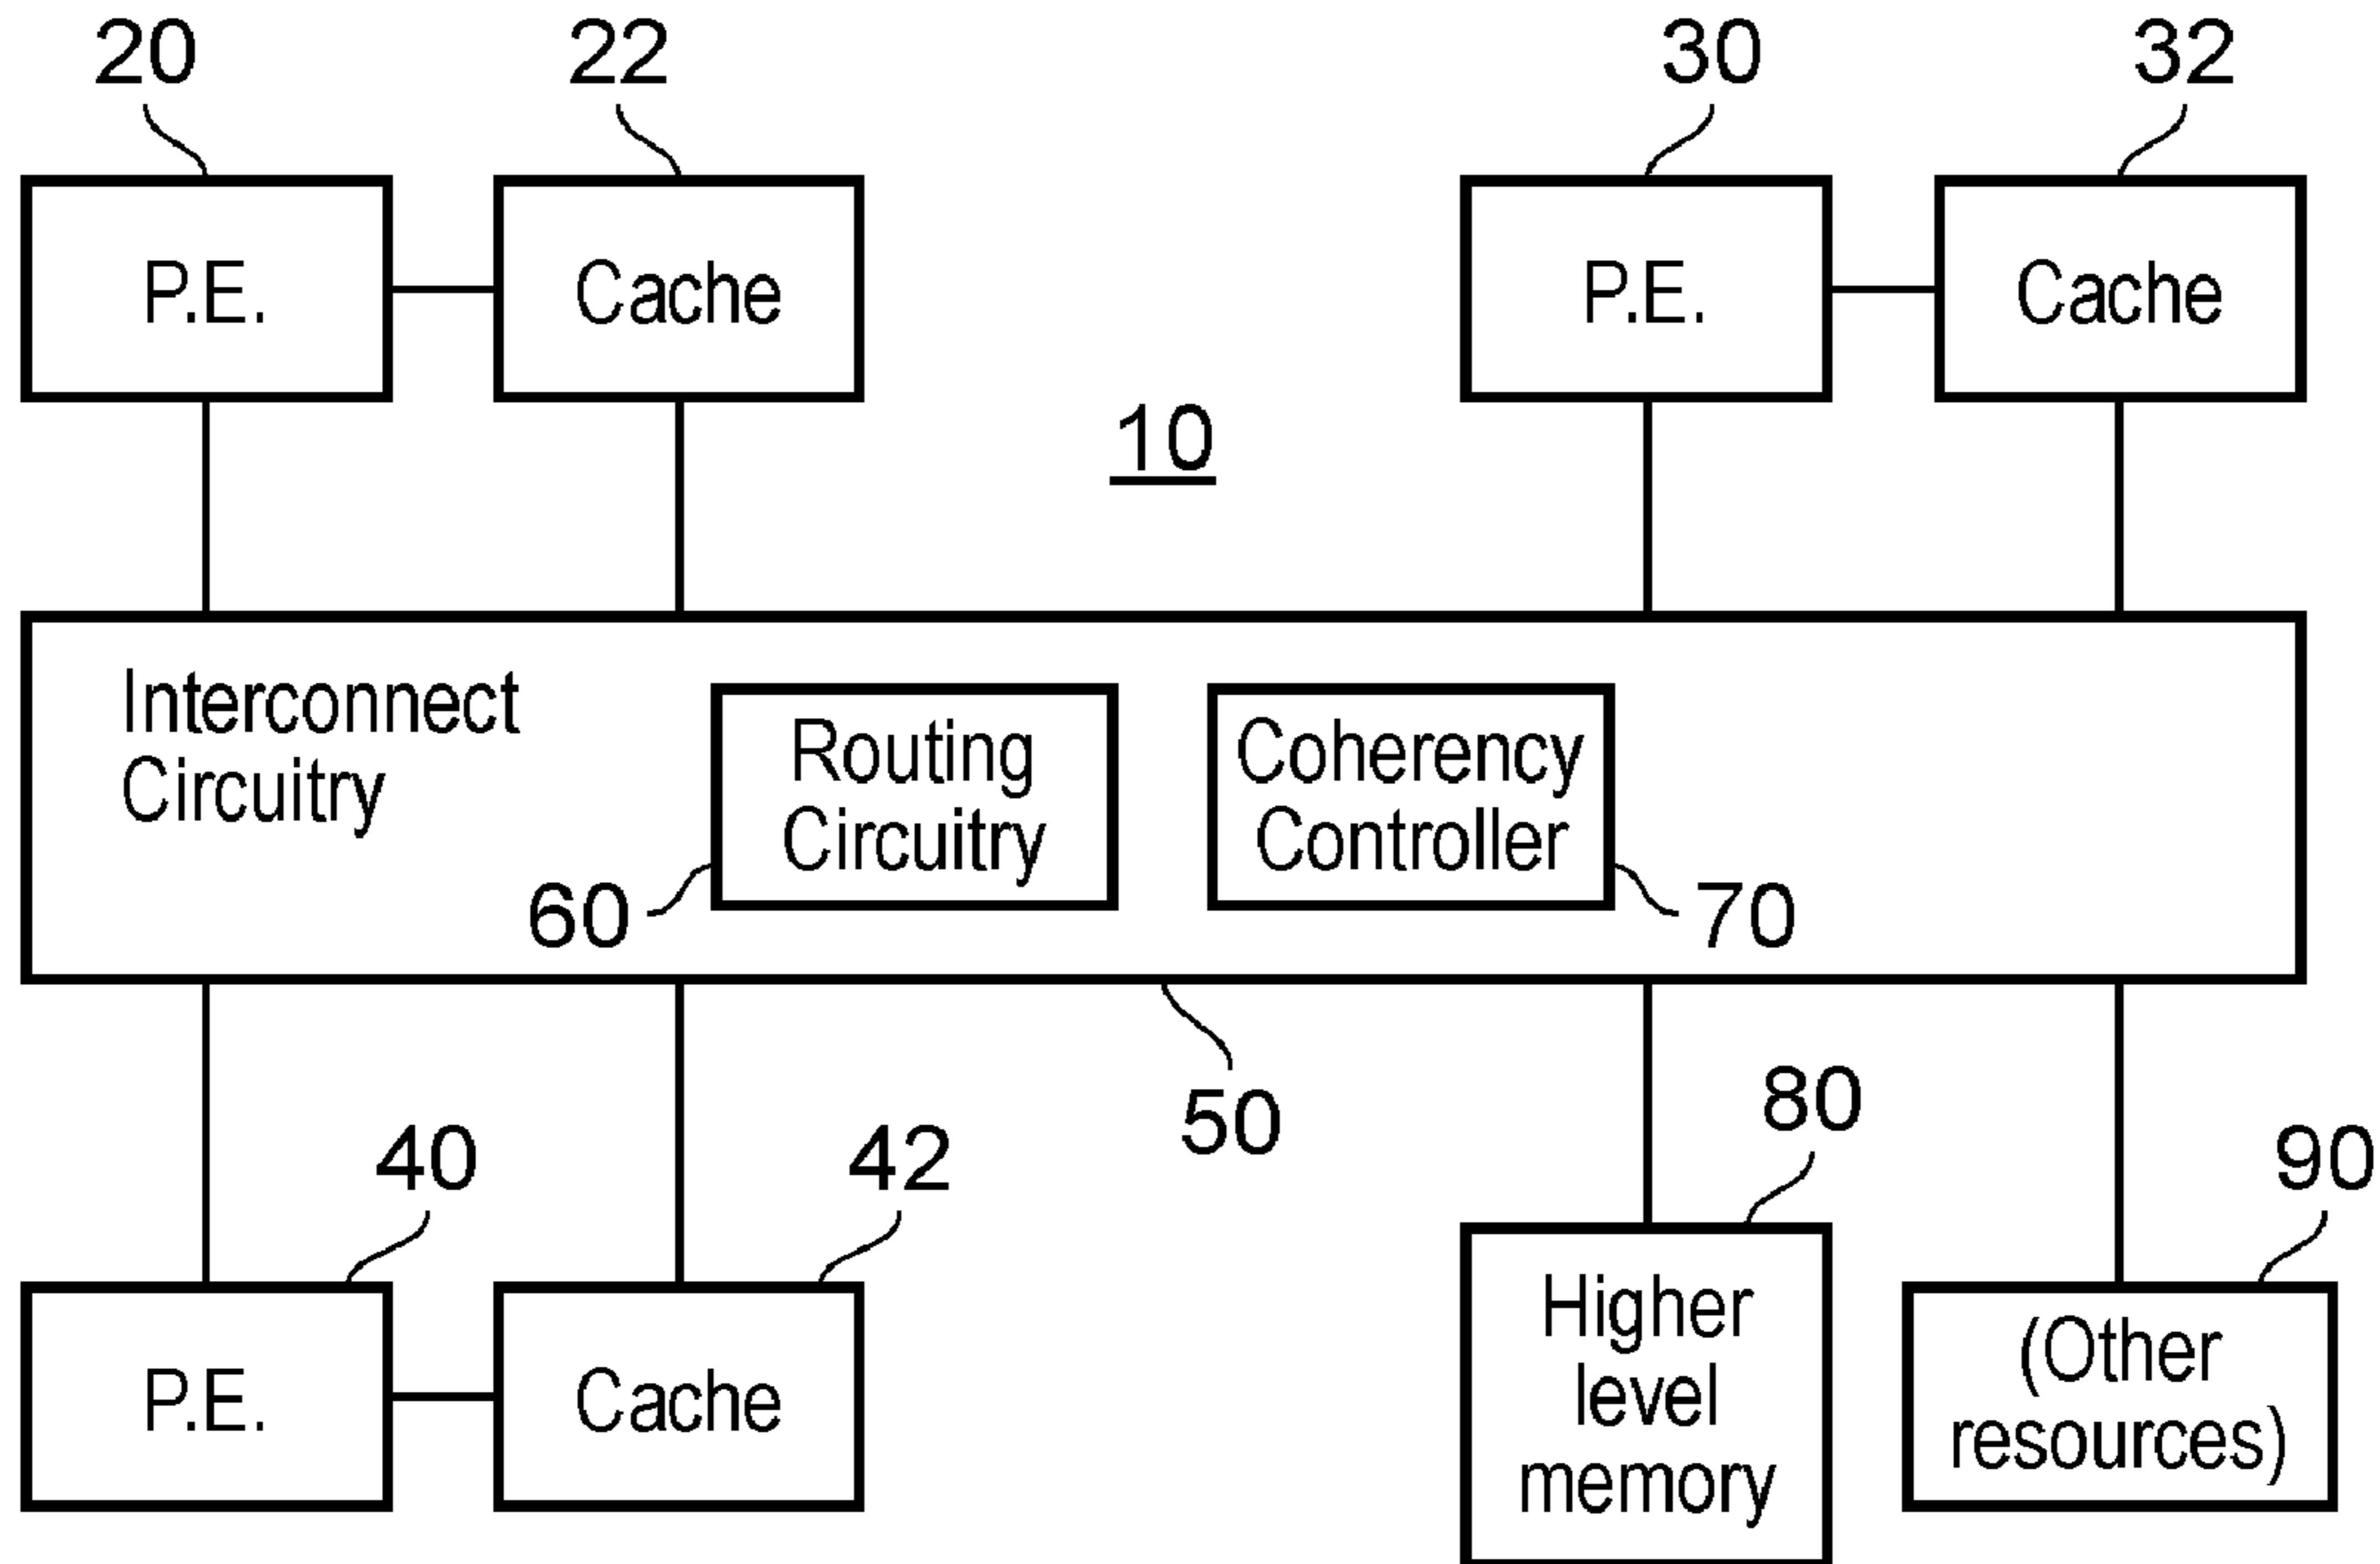 20
22
30
32
P.E.
Cache
P.E.
Cache
10
Interconnect
Circuitry
Routing
Circuitry
Coherency
Controller
60
70
50
80
40
42
90
P.E.
Cache
Higher
level
memory
(Other
resources)